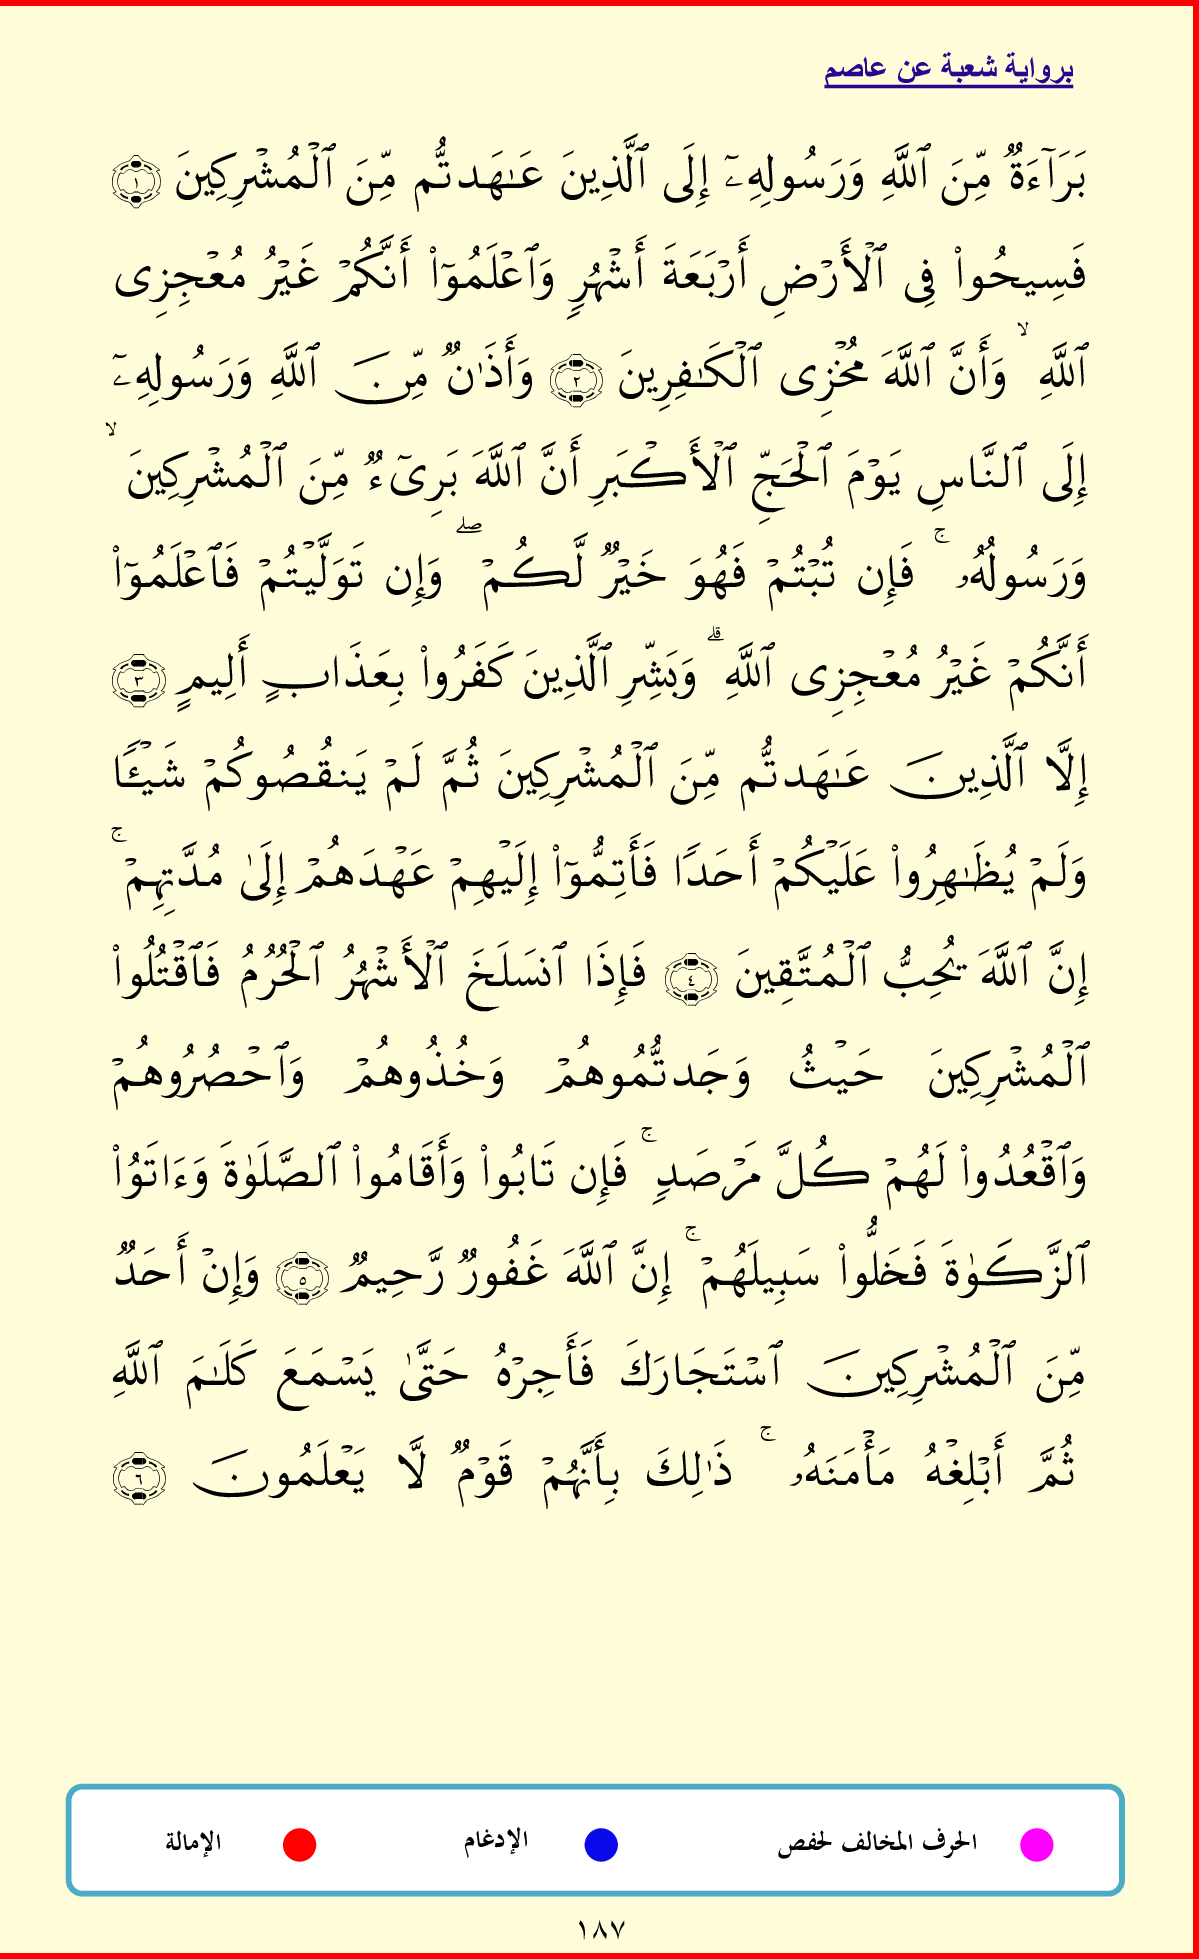 برواية شعبة عن عاصم
بَرَآءَةٌ مِّنَ ٱللَّهِ وَرَسُولِهِۦٓ إِلَى ٱلَّذِينَ عَـٰهَدتُّم مِّنَ ٱلْمُشْرِكِينَ ١
فَسِيحُوا۟ فِى ٱلْأَرْضِ أَرْبَعَةَ أَشْهُرٍ وَٱعْلَمُوٓا۟ أَنَّكُمْ غَيْرُ مُعْجِزِى
ٱللَّهِ ۙ وَأَنَّ ٱللَّهَ مُخْزِى ٱلْكَـٰفِرِينَ ٢ وَأَذَٰنٌ مِّنَ ٱللَّهِ وَرَسُولِهِۦٓ
إِلَى ٱلنَّاسِ يَوْمَ ٱلْحَجِّ ٱلْأَكْبَرِ أَنَّ ٱللَّهَ بَرِىٓءٌ مِّنَ ٱلْمُشْرِكِينَ ۙ
وَرَسُولُهُۥ ۚ فَإِن تُبْتُمْ فَهُوَ خَيْرٌ لَّكُمْ ۖ وَإِن تَوَلَّيْتُمْ فَٱعْلَمُوٓا۟
أَنَّكُمْ غَيْرُ مُعْجِزِى ٱللَّهِ ۗ وَبَشِّرِ ٱلَّذِينَ كَفَرُوا۟ بِعَذَابٍ أَلِيمٍ ٣
إِلَّا ٱلَّذِينَ عَـٰهَدتُّم مِّنَ ٱلْمُشْرِكِينَ ثُمَّ لَمْ يَنقُصُوكُمْ شَيْـًٔا
وَلَمْ يُظَـٰهِرُوا۟ عَلَيْكُمْ أَحَدًا فَأَتِمُّوٓا۟ إِلَيْهِمْ عَهْدَهُمْ إِلَىٰ مُدَّتِهِمْ ۚ
إِنَّ ٱللَّهَ يُحِبُّ ٱلْمُتَّقِينَ ٤ فَإِذَا ٱنسَلَخَ ٱلْأَشْهُرُ ٱلْحُرُمُ فَٱقْتُلُوا۟
ٱلْمُشْرِكِينَ حَيْثُ وَجَدتُّمُوهُمْ وَخُذُوهُمْ وَٱحْصُرُوهُمْ
وَٱقْعُدُوا۟ لَهُمْ كُلَّ مَرْصَدٍ ۚ فَإِن تَابُوا۟ وَأَقَامُوا۟ ٱلصَّلَوٰةَ وَءَاتَوُا۟
ٱلزَّكَوٰةَ فَخَلُّوا۟ سَبِيلَهُمْ ۚ إِنَّ ٱللَّهَ غَفُورٌ رَّحِيمٌ ٥ وَإِنْ أَحَدٌ
مِّنَ ٱلْمُشْرِكِينَ ٱسْتَجَارَكَ فَأَجِرْهُ حَتَّىٰ يَسْمَعَ كَلَـٰمَ ٱللَّهِ
ثُمَّ أَبْلِغْهُ مَأْمَنَهُۥ ۚ ذَٰلِكَ بِأَنَّهُمْ قَوْمٌ لَّا يَعْلَمُونَ ٦
الحرف المخالف لحفص الإدغام الإمالة
١٨٧